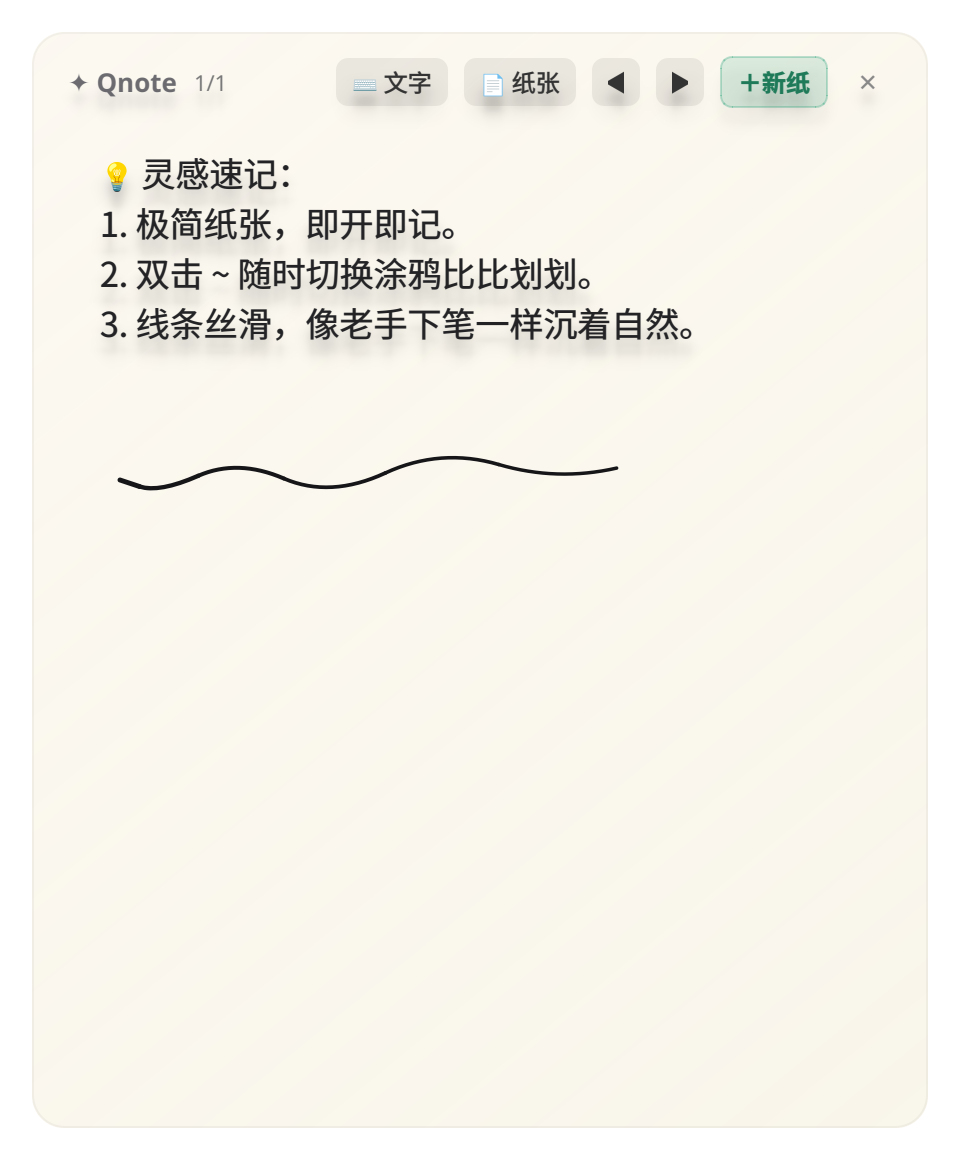 ✦ Qnote 1/1 ⌨️ 文字 📄 纸张 ◀ ▶ ＋新纸 ×
💡 灵感速记：
1. 极简纸张，即开即记。
2. 双击 ~ 随时切换涂鸦比比划划。
3. 线条丝滑，像老手下笔一样沉着自然。